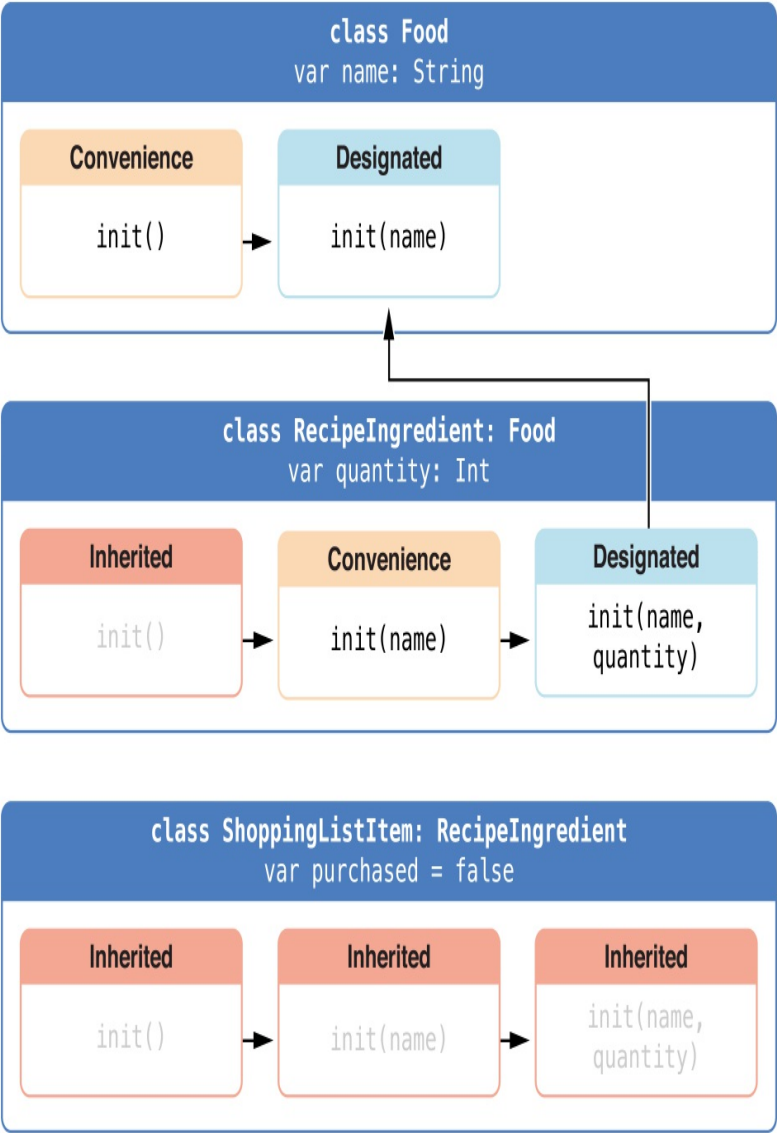 class Food
var name: String
Convenience
Designated
init()
init(name)
class RecipeIngredient: Food
var quantity: Int
Inherited
Convenience
Designated
init()
init(name)
init(name,
quantity)
class ShoppingListItem: RecipeIngredient
var purchased = false
Inherited
Inherited
Inherited
init()
init(name)
init(name,
quantity)